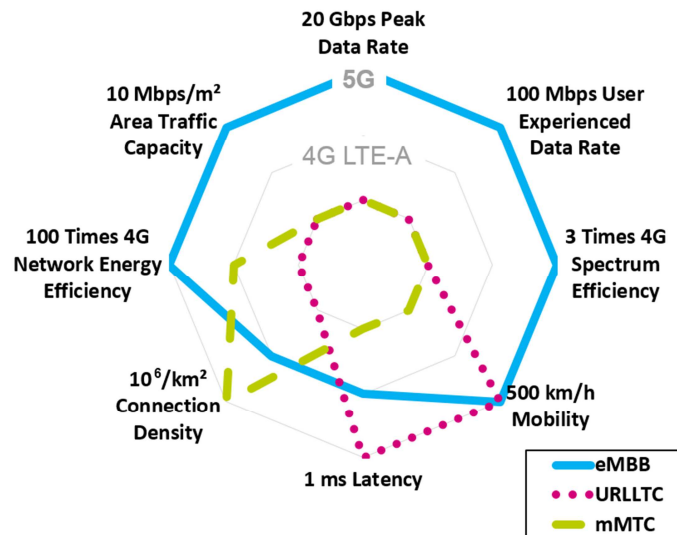 20 Gbps Peak
Data Rate
5G
10 Mbps/m²
Area Traffic
Capacity
100 Mbps User
Experienced
Data Rate
4G LTE-A
100 Times 4G
Network Energy
Efficiency
3 Times 4G
Spectrum
Efficiency
10⁶/km²
Connection
Density
500 km/h
Mobility
1 ms Latency
eMBB
URLLTC
mMTC